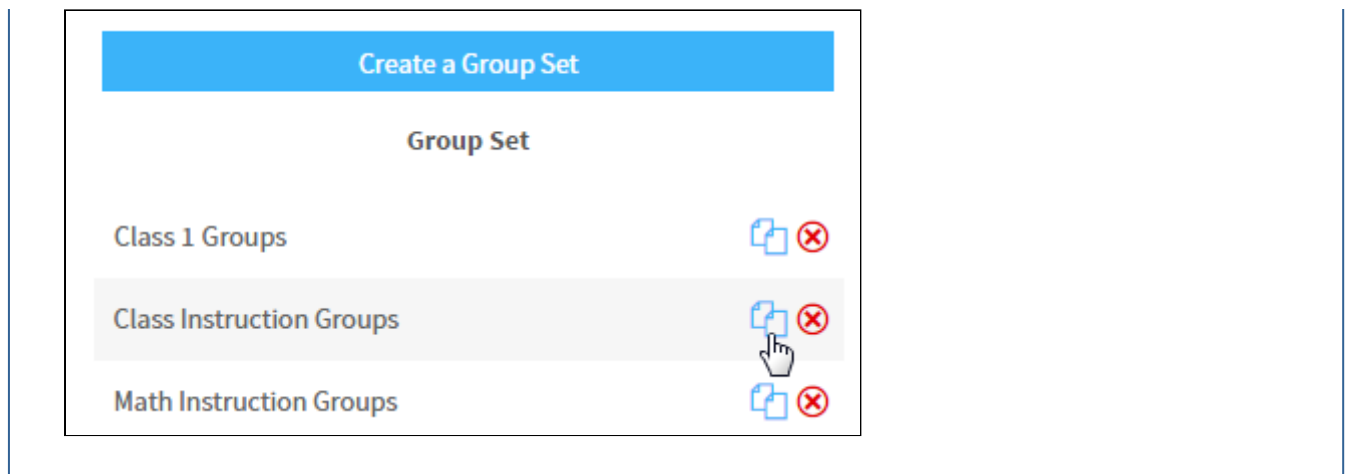 Create a Group Set
Group Set
Class 1 Groups
Class Instruction Groups
Math Instruction Groups